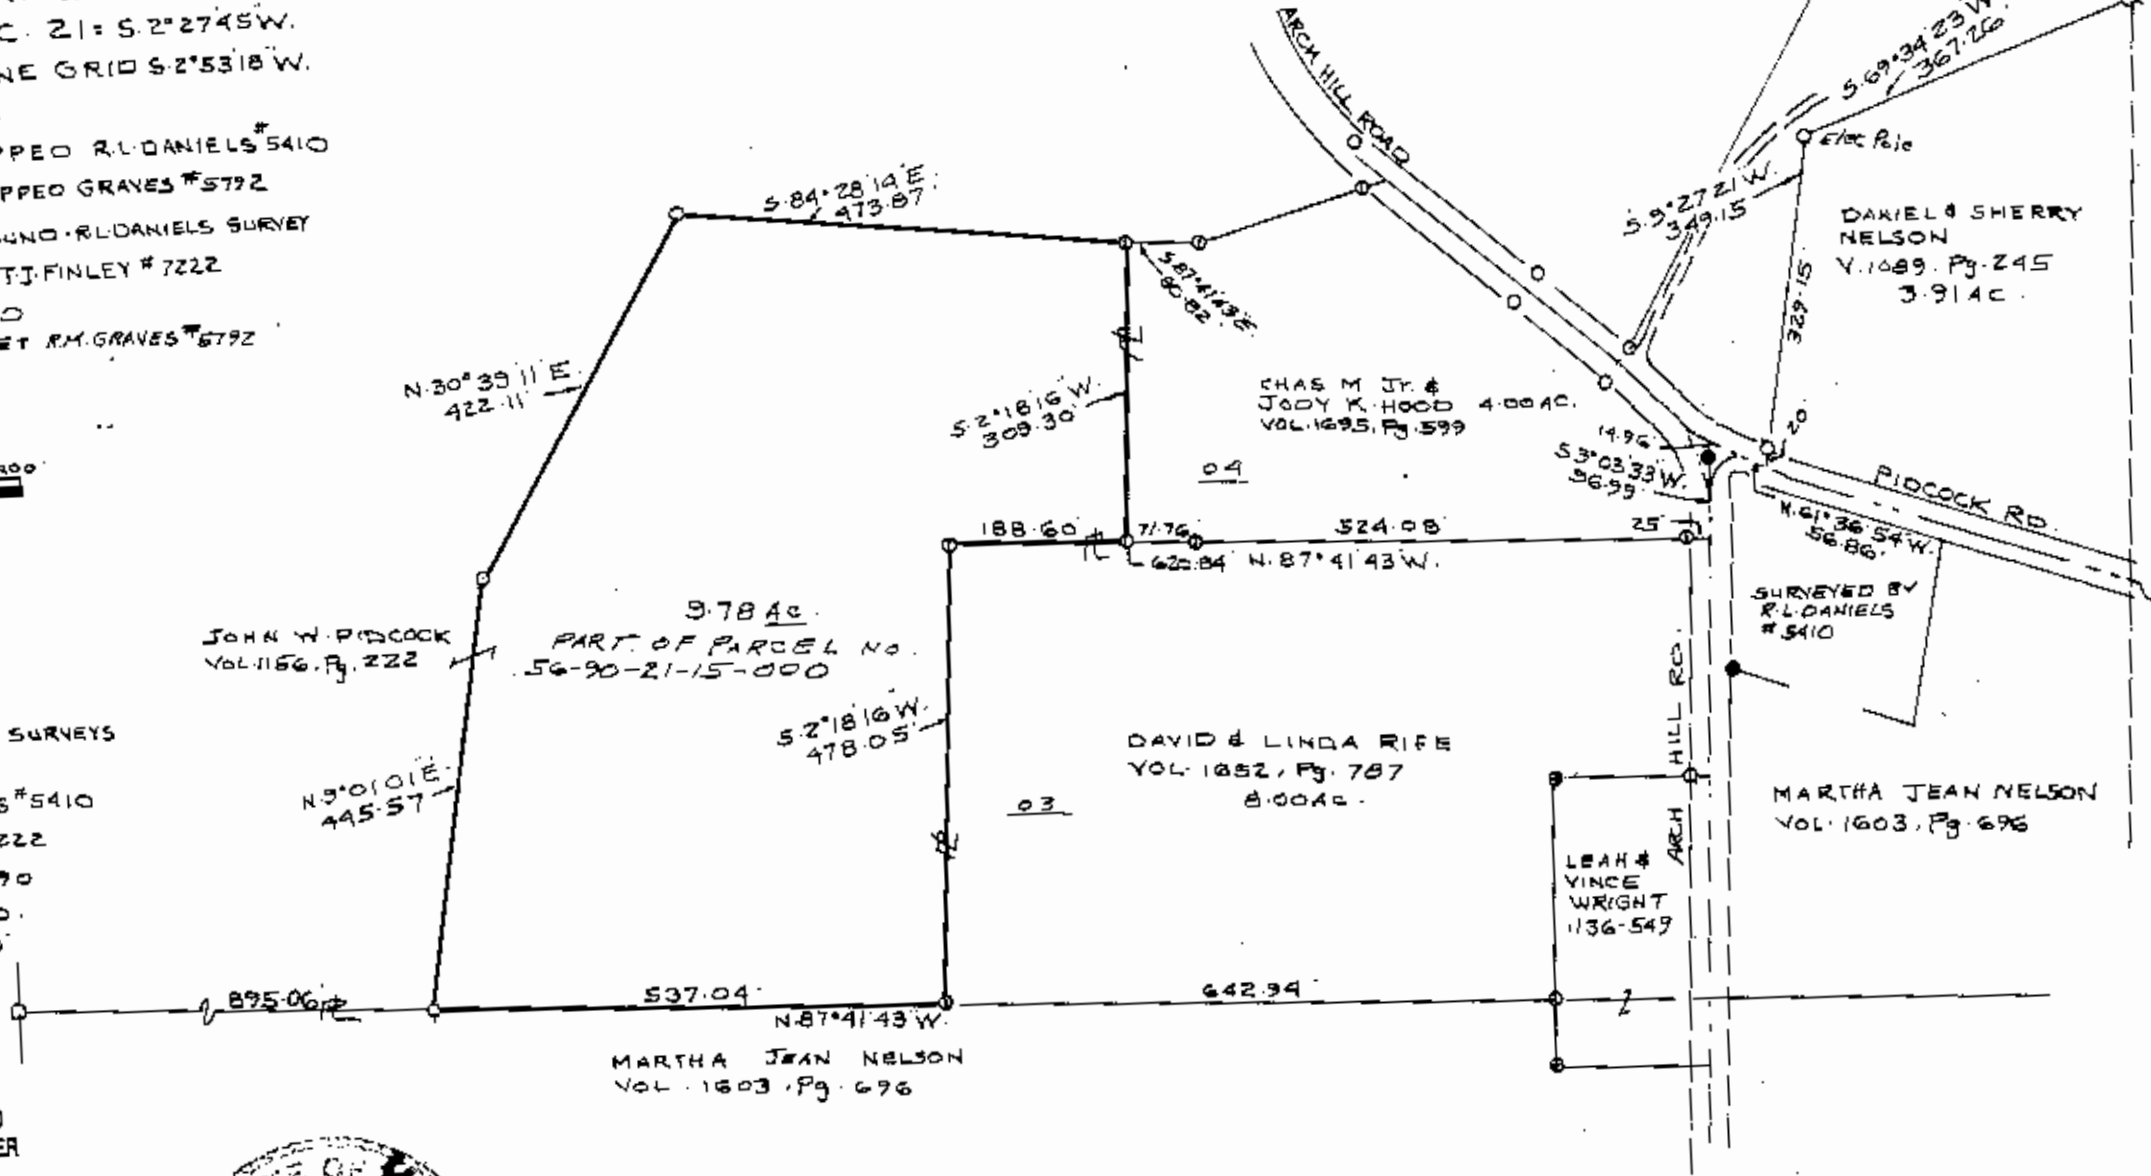 C. 21 = S.2°27'45"W.
NE GRID S.2°53'18"W.
PPED R.L.DANIELS #5410
PPED GRAVES #5792
UND.R.L.DANIELS SURVEY
T.J.FINLEY #7222
ET R.M.GRAVES #5792
SURVEYS
#5410
222
90
ER
ARCH HILL ROAD
S.69°34'23"W.
367.26'
Elec Pole
S.9°27'21"W.
349.15'
329.15
20'
DANIEL & SHERRY
NELSON
V.1089. Pg.245
3.91 AC.
S.84°28'14"E.
473.87'
S.87°41'43"E.
80.82'
N.30°39'11"E.
422.11'
S.2°18'16"W.
309.30'
CHAS M Jr. &
JODY K. HOOD 4.00 AC.
VOL.1695, Pg.599
04
14.96'
S.3°03'33"W.
96.99'
25'
PIDCOCK RD.
N.61°36'54"W.
56.86'
188.60'
71.76'
524.08'
620.84' N.87°41'43"W.
SURVEYED BY
R.L.DANIELS
#5410
9.78 Ac.
PART OF PARCEL NO.
56-90-21-15-000
JOHN W. PIDCOCK
VOL.1156, Pg.222
S.2°18'16"W.
478.05'
N.9°01'01"E.
445.57'
DAVID & LINDA RIFE
VOL.1852, Pg.787
8.00 Ac.
03
ARCH HILL RD.
MARTHA JEAN NELSON
VOL.1603, Pg.696
LEAH &
VINCE
WRIGHT
1136-549
895.06'
537.04'
642.94'
N.87°41'43"W.
MARTHA JEAN NELSON
VOL.1603, Pg.696
OF